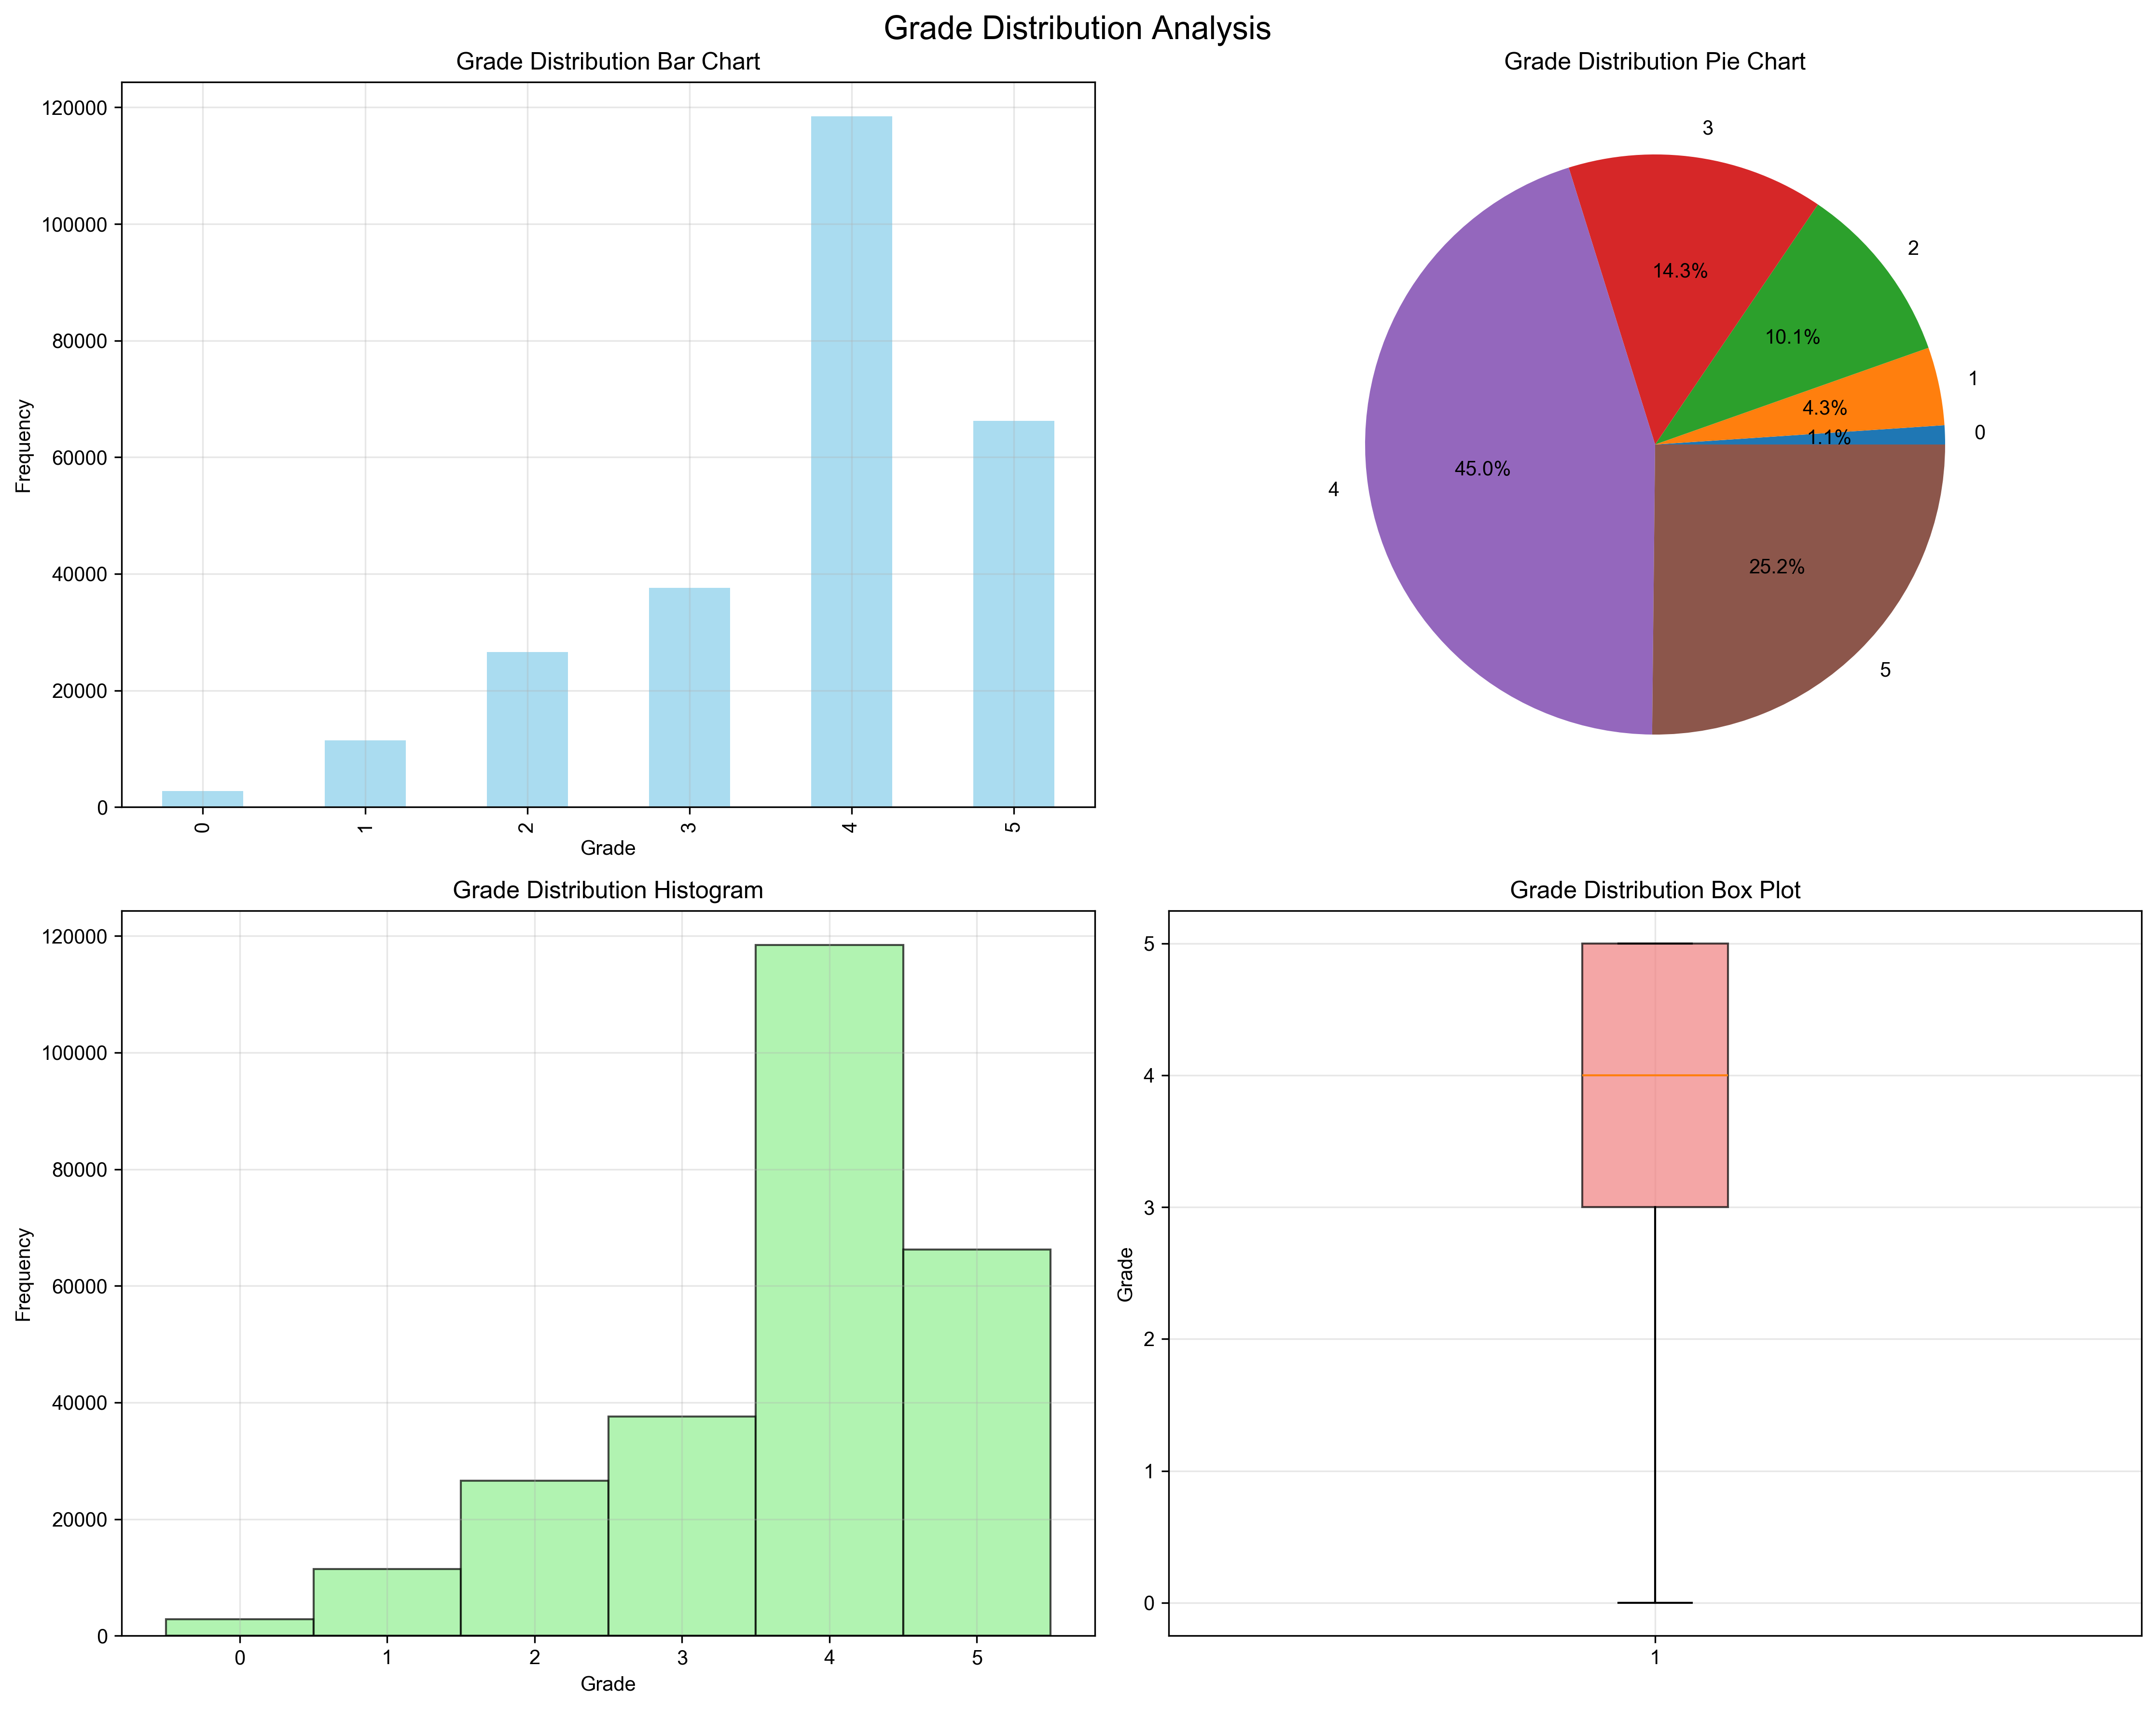 Grade Distribution Analysis
Grade Distribution Bar Chart
120000
100000
80000
60000
40000
20000
0
Frequency
0 1 2 3 4 5
Grade
Grade Distribution Pie Chart
3
2
1
0
4
5
14.3%
10.1%
4.3%
1.1%
45.0%
25.2%
Grade Distribution Histogram
120000
100000
80000
60000
40000
20000
0
Frequency
0 1 2 3 4 5
Grade
Grade Distribution Box Plot
5
4
3
2
1
0
Grade
1